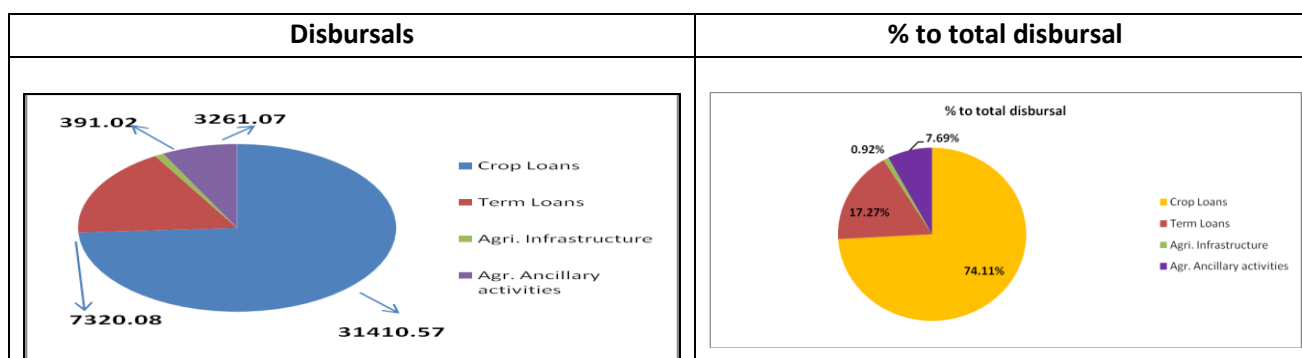 Disbursals
% to total disbursal
391.02
3261.07
Crop Loans
Term Loans
Agri. Infrastructure
Agr. Ancillary
activities
7320.08
31410.57
% to total disbursal
7.69%
0.92%
17.27%
74.11%
Crop Loans
Term Loans
Agri. Infrastructure
Agr. Ancillary activities